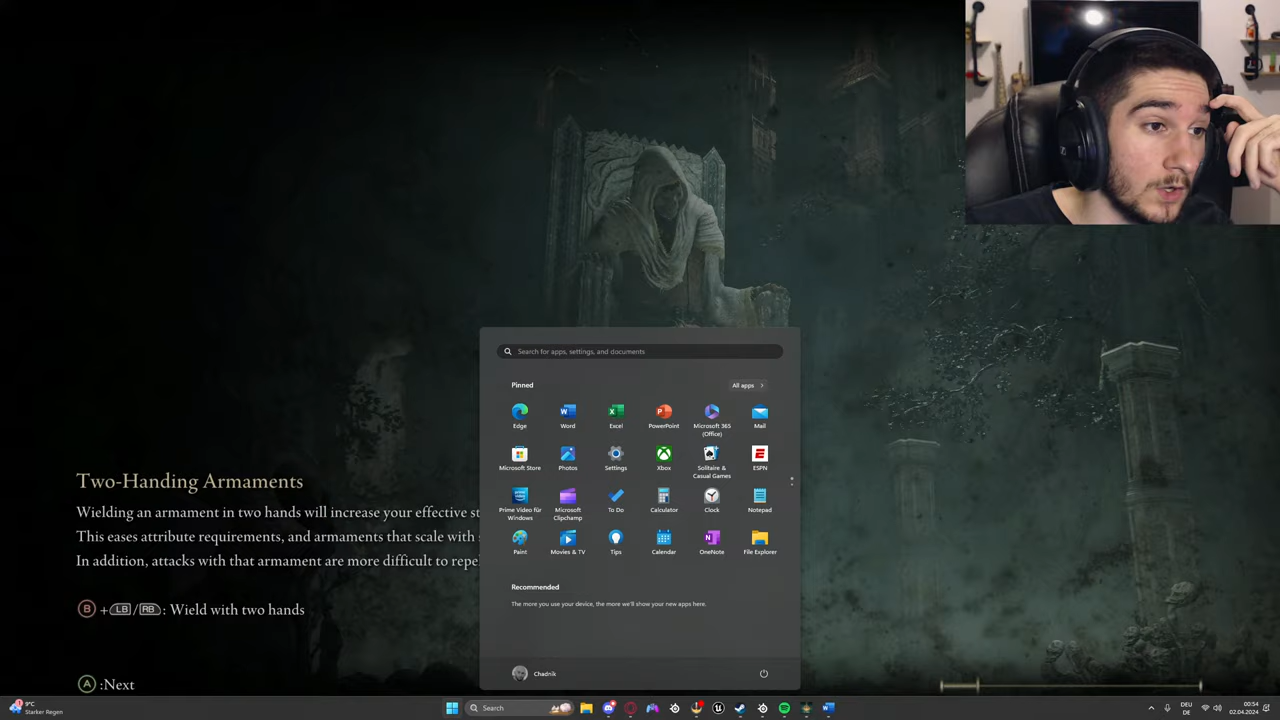 Search for apps, settings, and documents
Pinned
All apps
Edge
Word
Excel
PowerPoint
Microsoft 365
(Office)
Mail
Microsoft Store
Photos
Settings
Xbox
Solitaire &
Casual Games
ESPN
Prime Video für
Windows
Microsoft
Clipchamp
To Do
Calculator
Clock
Notepad
Paint
Movies & TV
Tips
Calendar
OneNote
File Explorer
Recommended
The more you use your device, the more we'll show your new apps here.
Chadnik
Two-Handing Armaments
Wielding an armament in two hands will increase your effective
This eases attribute requirements, and armaments that scale with
In addition, attacks with that armament are more difficult to
B + LB / RB : Wield with two hands
A :Next
9°C
Starker Regen
Search
DEU
DE
00:54
02.04.2024